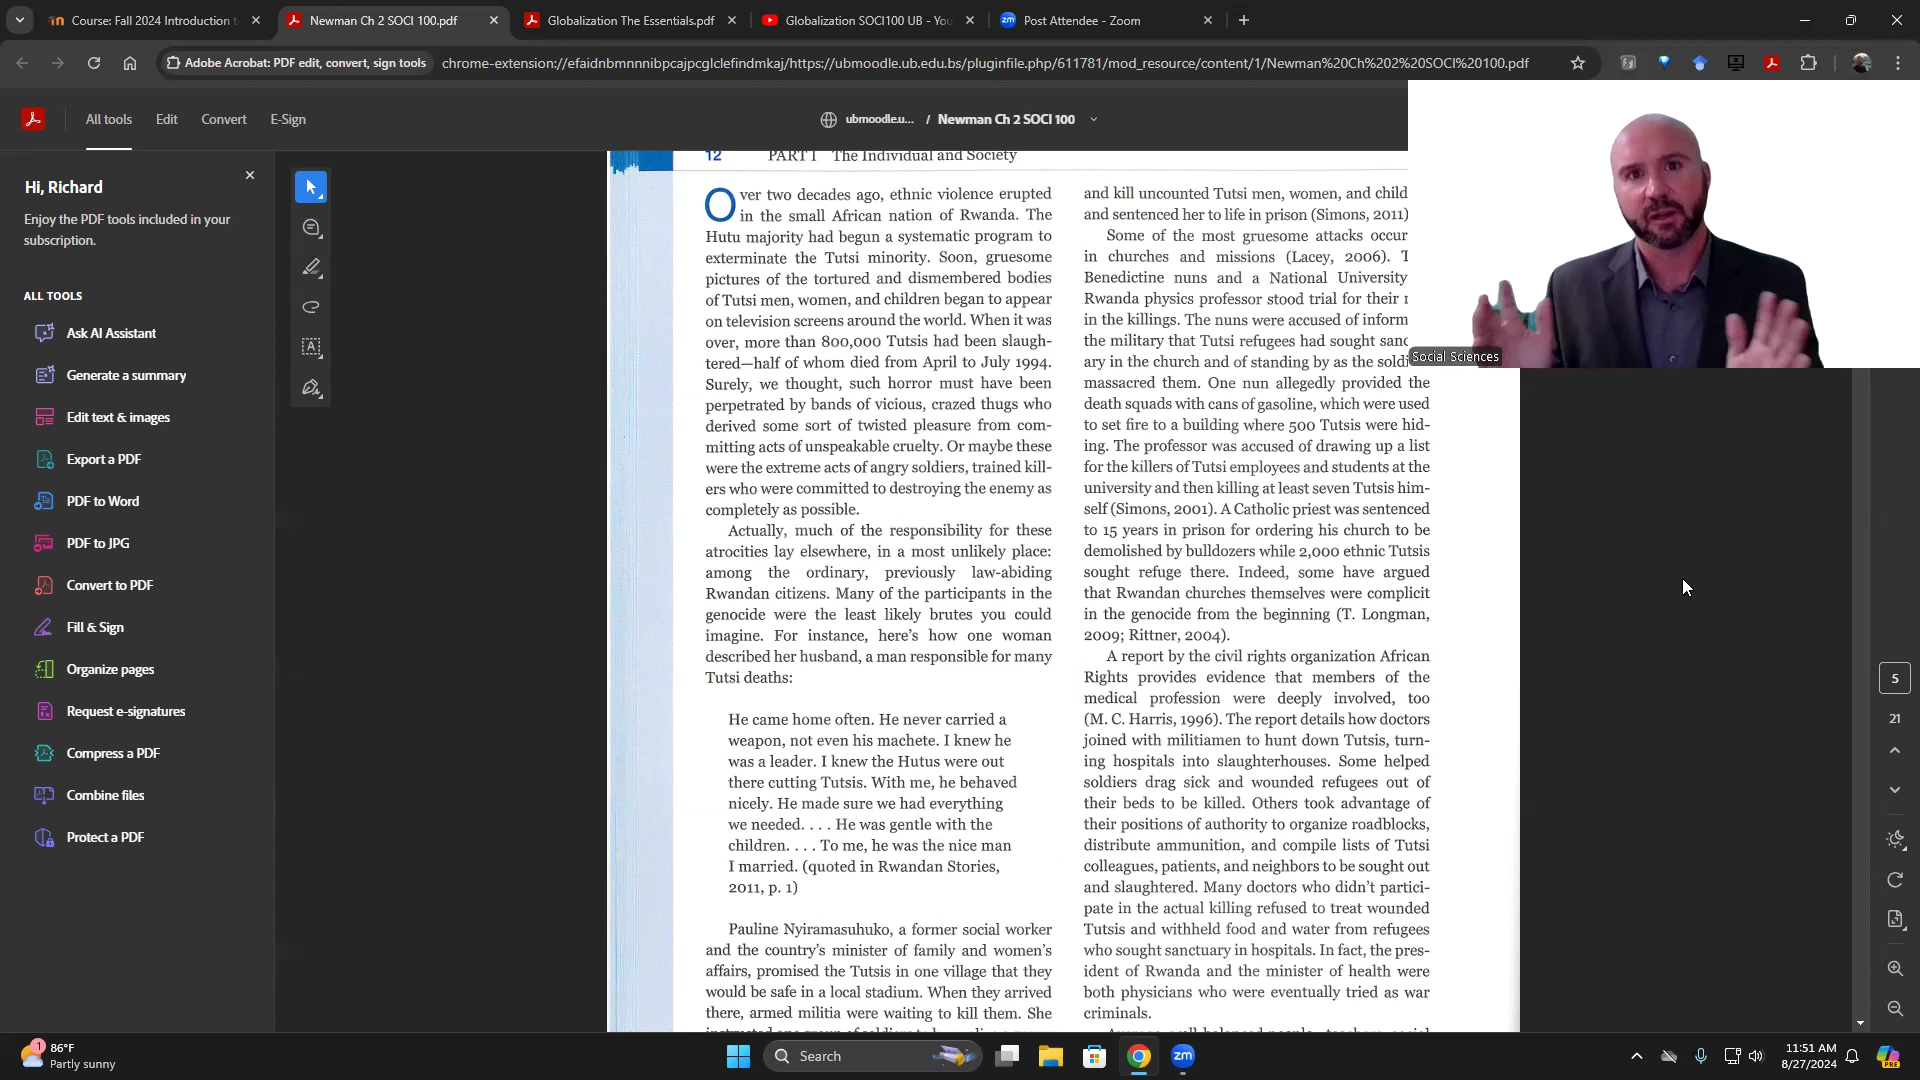 Course: Fall 2024 Introduction t
Newman Ch 2 SOCI 100.pdf
Globalization The Essentials.pdf
Globalization SOCI100 UB - You
Post Attendee - Zoom
Adobe Acrobat: PDF edit, convert, sign tools
chrome-extension://efaidnbmnnnibpcajpcglclefindmkaj/https://ubmoodle.ub.edu.bs/pluginfile.php/611781/mod_resource/content/1/Newman%20Ch%202%20SOCI%20100.pdf
All tools
Edit
Convert
E-Sign
ubmoodle.u... / Newman Ch 2 SOCI 100
Hi, Richard
Enjoy the PDF tools included in your
subscription.
ALL TOOLS
Ask AI Assistant
Generate a summary
Edit text & images
Export a PDF
PDF to Word
PDF to JPG
Convert to PDF
Fill & Sign
Organize pages
Request e-signatures
Compress a PDF
Combine files
Protect a PDF
12 PART I The Individual and Society
Over two decades ago, ethnic violence erupted
in the small African nation of Rwanda. The
Hutu majority had begun a systematic program to
exterminate the Tutsi minority. Soon, gruesome
pictures of the tortured and dismembered bodies
of Tutsi men, women, and children began to appear
on television screens around the world. When it was
over, more than 800,000 Tutsis had been slaugh-
tered—half of whom died from April to July 1994.
Surely, we thought, such horror must have been
perpetrated by bands of vicious, crazed thugs who
derived some sort of twisted pleasure from com-
mitting acts of unspeakable cruelty. Or maybe these
were the extreme acts of angry soldiers, trained kill-
ers who were committed to destroying the enemy as
completely as possible.
Actually, much of the responsibility for these
atrocities lay elsewhere, in a most unlikely place:
among the ordinary, previously law-abiding
Rwandan citizens. Many of the participants in the
genocide were the least likely brutes you could
imagine. For instance, here's how one woman
described her husband, a man responsible for many
Tutsi deaths:
He came home often. He never carried a
weapon, not even his machete. I knew he
was a leader. I knew the Hutus were out
there cutting Tutsis. With me, he behaved
nicely. He made sure we had everything
we needed. . . . He was gentle with the
children. . . . To me, he was the nice man
I married. (quoted in Rwandan Stories,
2011, p. 1)
Pauline Nyiramasuhuko, a former social worker
and the country's minister of family and women's
affairs, promised the Tutsis in one village that they
would be safe in a local stadium. When they arrived
there, armed militia were waiting to kill them. She
and kill uncounted Tutsi men, women, and child
and sentenced her to life in prison (Simons, 2011)
Some of the most gruesome attacks occur
in churches and missions (Lacey, 2006). T
Benedictine nuns and a National University
Rwanda physics professor stood trial for their r
in the killings. The nuns were accused of inform
the military that Tutsi refugees had sought sanc
ary in the church and of standing by as the soldi
massacred them. One nun allegedly provided the
death squads with cans of gasoline, which were used
to set fire to a building where 500 Tutsis were hid-
ing. The professor was accused of drawing up a list
for the killers of Tutsi employees and students at the
university and then killing at least seven Tutsis him-
self (Simons, 2001). A Catholic priest was sentenced
to 15 years in prison for ordering his church to be
demolished by bulldozers while 2,000 ethnic Tutsis
sought refuge there. Indeed, some have argued
that Rwandan churches themselves were complicit
in the genocide from the beginning (T. Longman,
2009; Rittner, 2004).
A report by the civil rights organization African
Rights provides evidence that members of the
medical profession were deeply involved, too
(M. C. Harris, 1996). The report details how doctors
joined with militiamen to hunt down Tutsis, turn-
ing hospitals into slaughterhouses. Some helped
soldiers drag sick and wounded refugees out of
their beds to be killed. Others took advantage of
their positions of authority to organize roadblocks,
distribute ammunition, and compile lists of Tutsi
colleagues, patients, and neighbors to be sought out
and slaughtered. Many doctors who didn't partici-
pate in the actual killing refused to treat wounded
Tutsis and withheld food and water from refugees
who sought sanctuary in hospitals. In fact, the pres-
ident of Rwanda and the minister of health were
both physicians who were eventually tried as war
criminals.
Social Sciences
5
21
1
86°F
Partly sunny
Search
zm
11:51 AM
8/27/2024
PRE